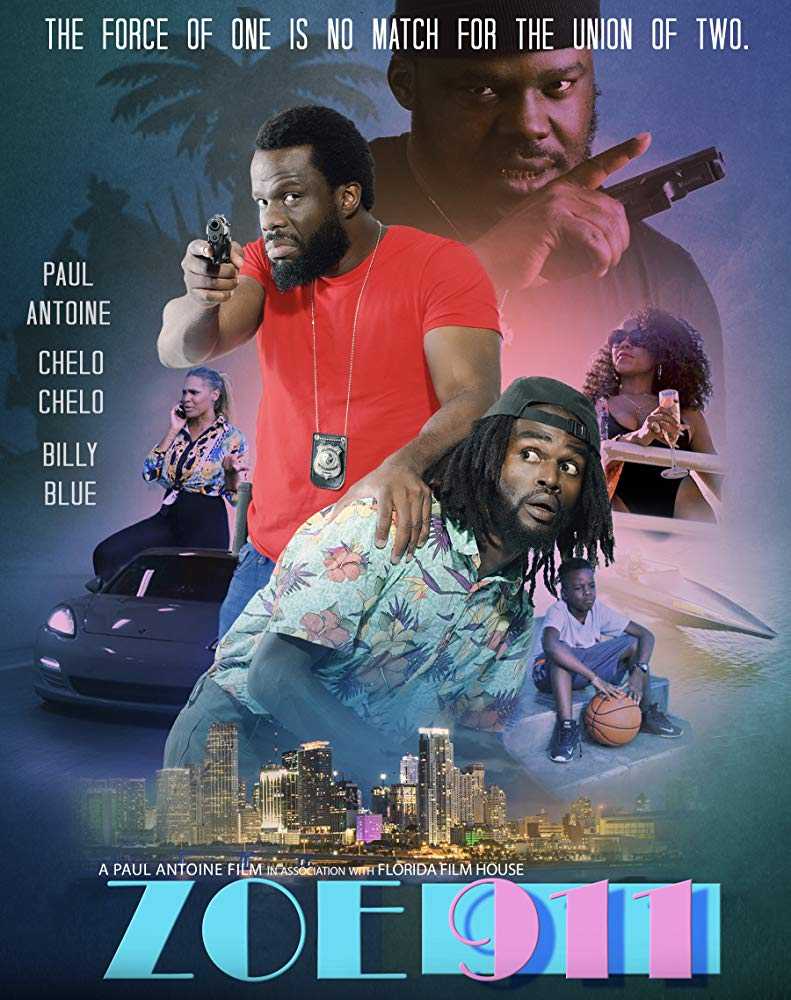 THE FORCE OF ONE IS NO MATCH FOR THE UNION OF TWO.
PAUL
ANTOINE
CHELO
CHELO
BILLY
BLUE
A PAUL ANTOINE FILM IN ASSOCIATION WITH FLORIDA FILM HOUSE
ZOE 911